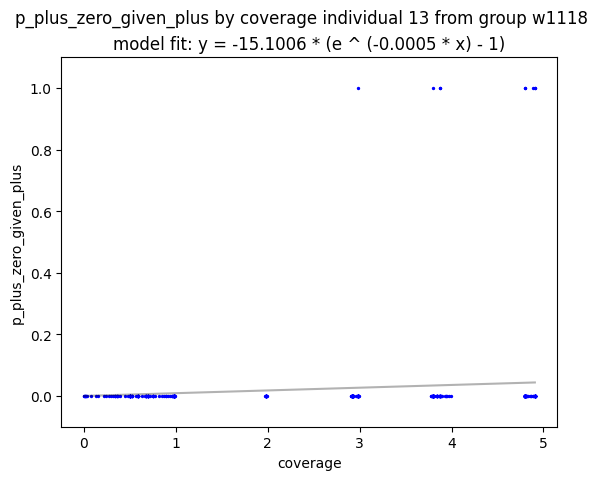 p_plus_zero_given_plus by coverage individual 13 from group w1118
model fit: y = -15.1006 * (e ^ (-0.0005 * x) - 1)
1.0
0.8
0.6
0.4
0.2
0.0
p_plus_zero_given_plus
0 1 2 3 4 5
coverage